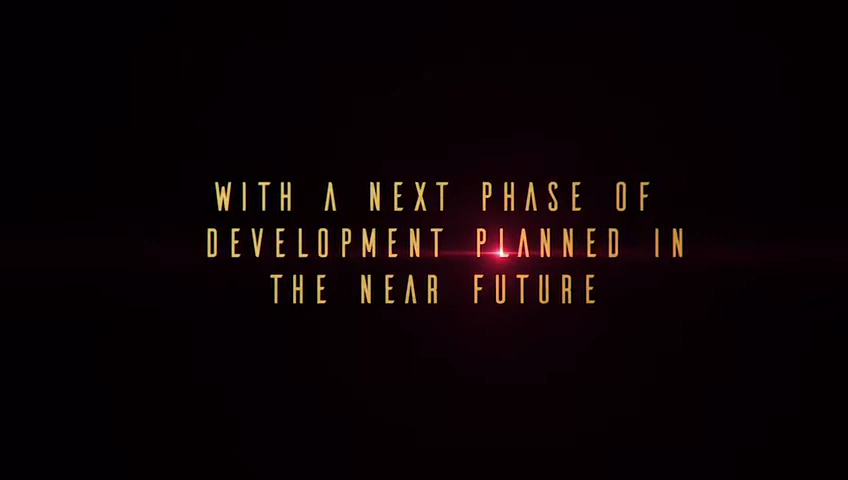 WITH A NEXT PHASE OF
DEVELOPMENT PLANNED IN
THE NEAR FUTURE